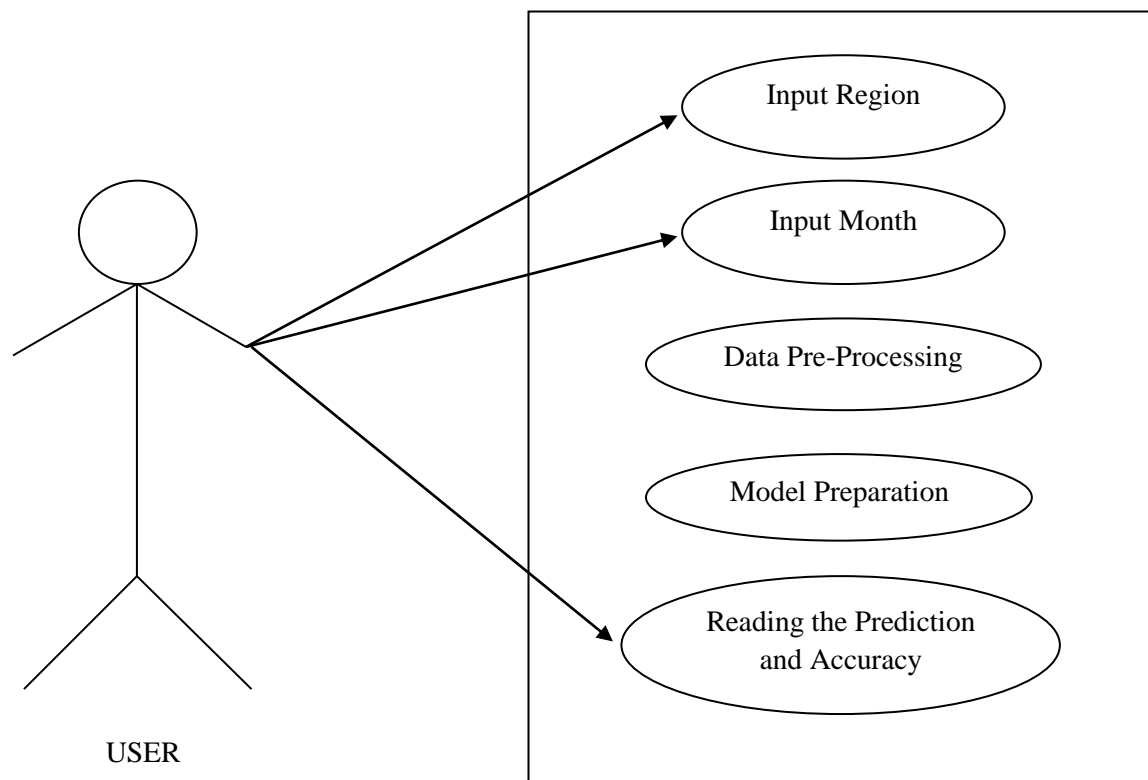 Input Region
Input Month
Data Pre-Processing
Model Preparation
Reading the Prediction
and Accuracy
USER